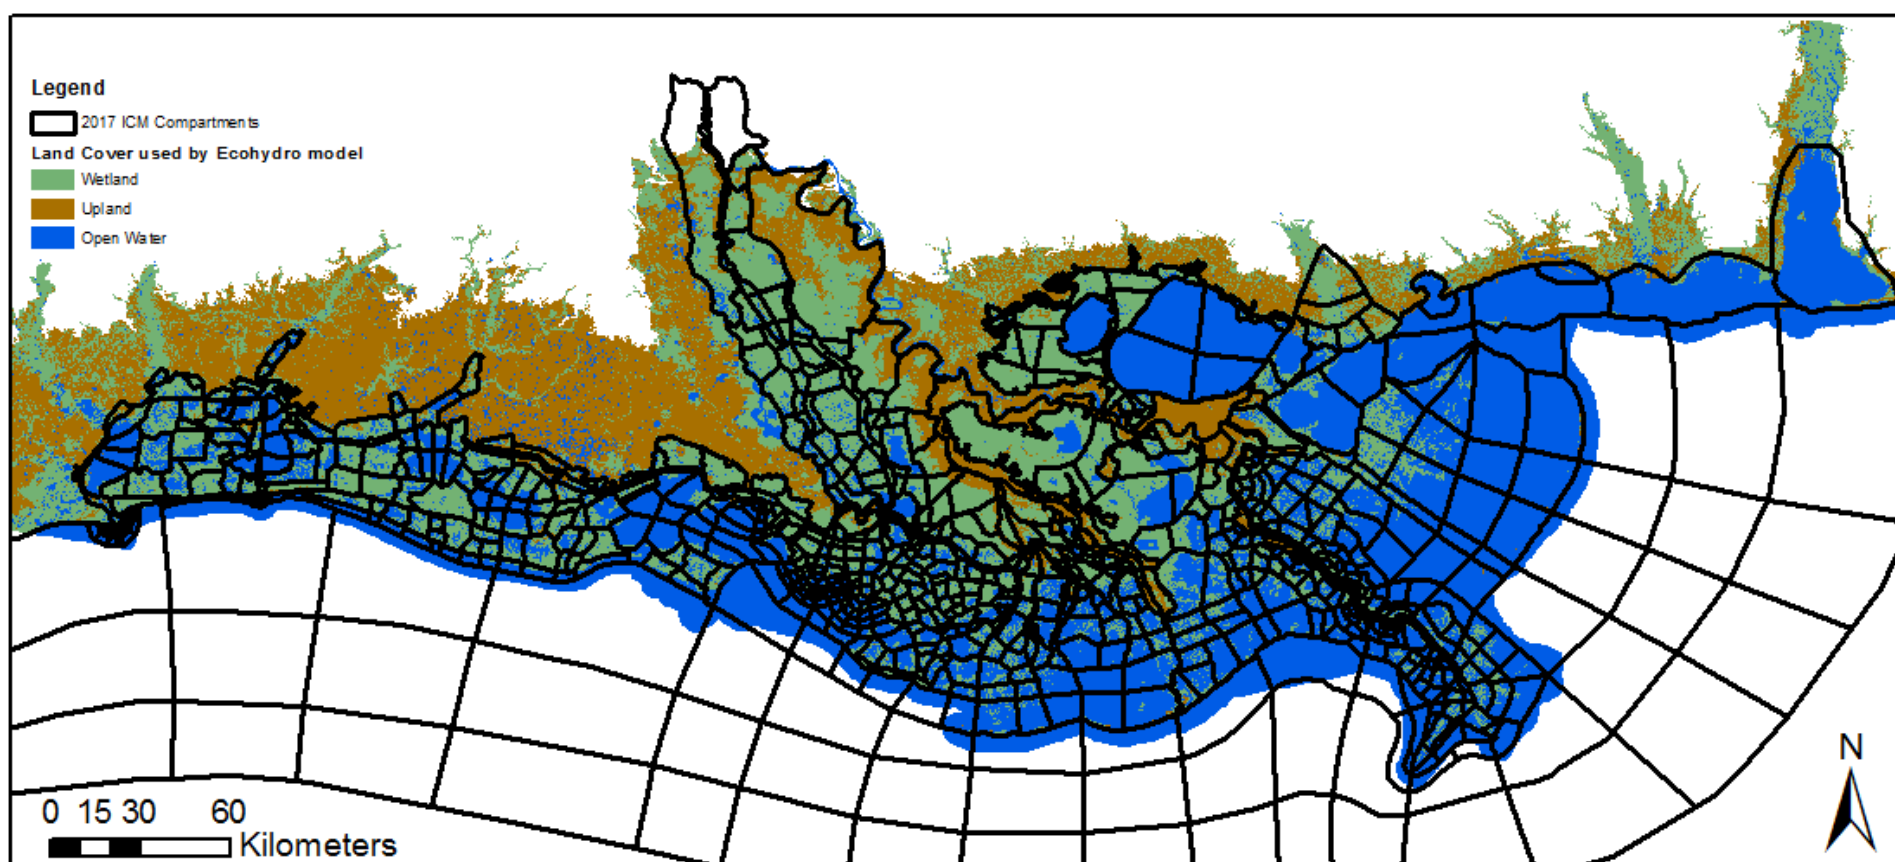 Legend
2017 ICM Compartments
Land Cover used by Ecohydro model
Wetland
Upland
Open Water
N
0 15 30 60
Kilometers